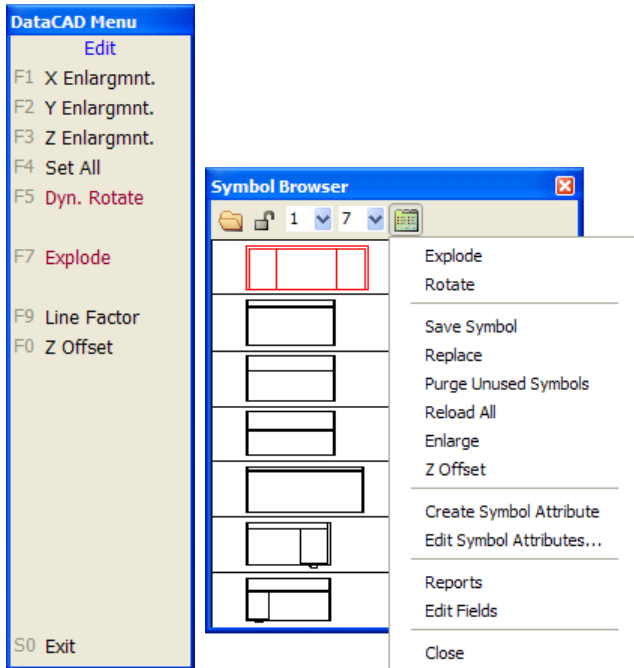 DataCAD Menu
Edit
F1 X Enlargmnt.
F2 Y Enlargmnt.
F3 Z Enlargmnt.
F4 Set All
F5 Dyn. Rotate
F7 Explode
F9 Line Factor
F0 Z Offset
S0 Exit
Symbol Browser
1 7
Explode
Rotate
Save Symbol
Replace
Purge Unused Symbols
Reload All
Enlarge
Z Offset
Create Symbol Attribute
Edit Symbol Attributes...
Reports
Edit Fields
Close